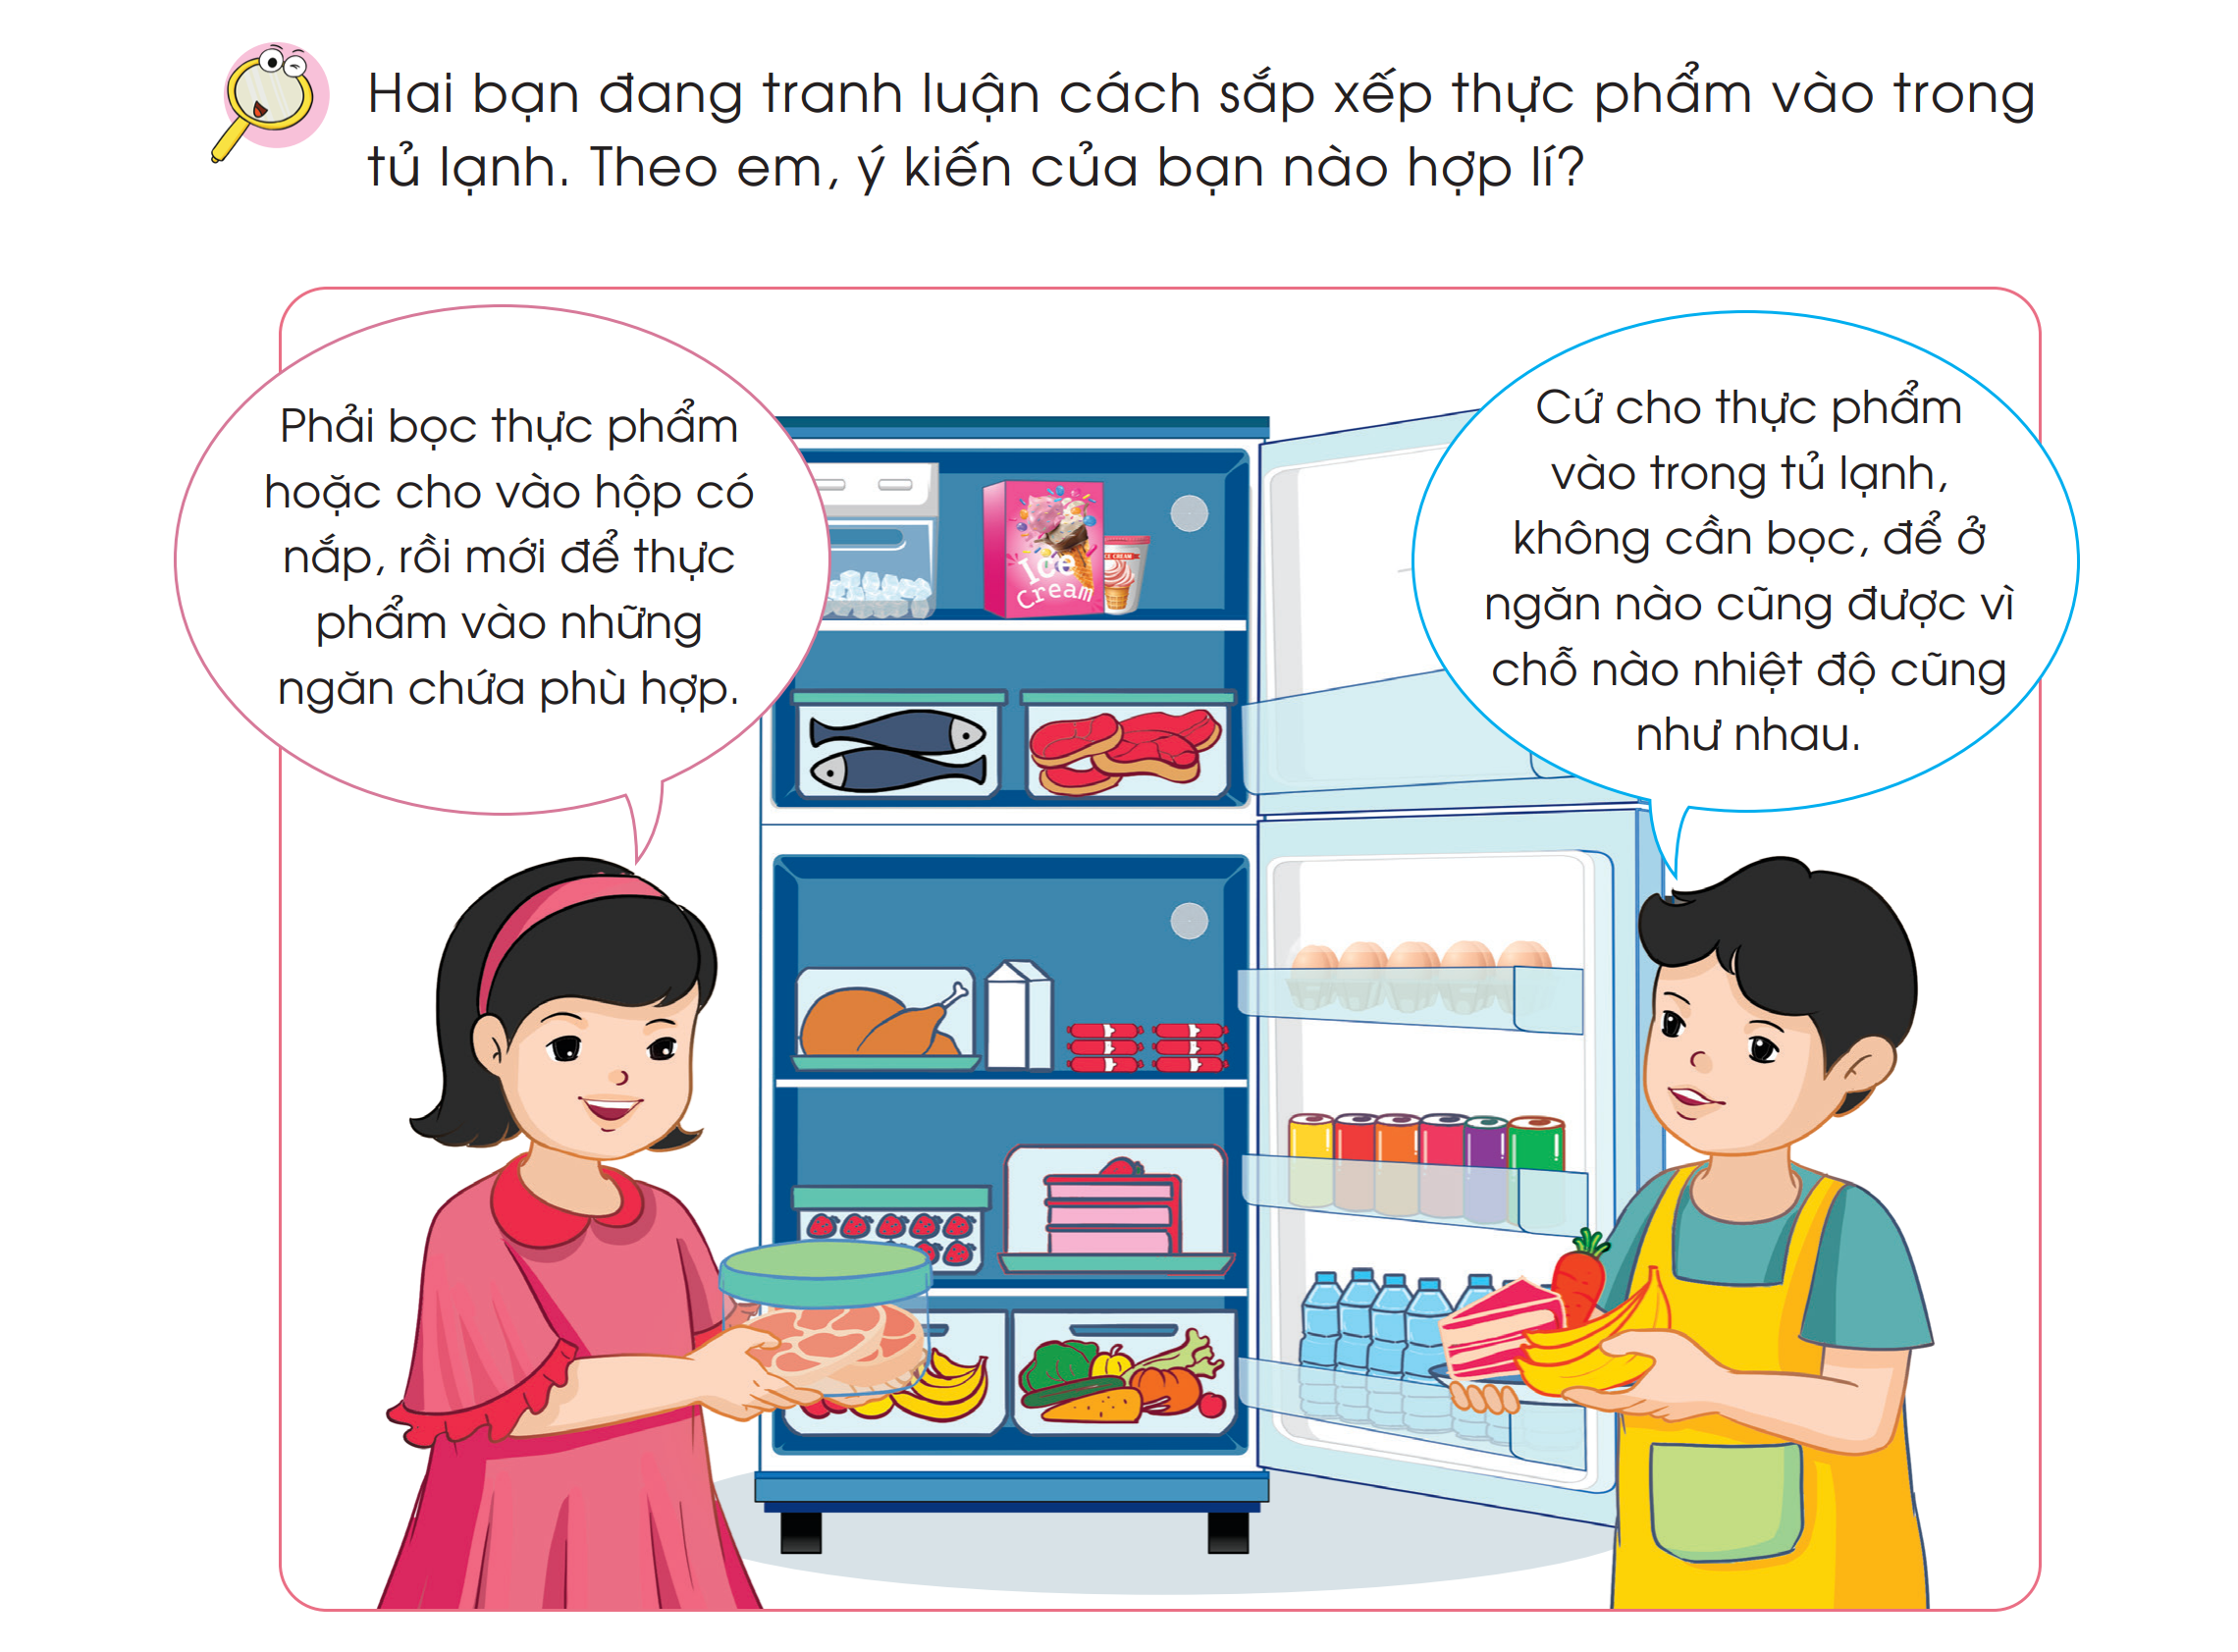 Hai bạn đang tranh luận cách sắp xếp thực phẩm vào trong
tủ lạnh. Theo em, ý kiến của bạn nào hợp lí?
Phải bọc thực phẩm
hoặc cho vào hộp có
nắp, rồi mới để thực
phẩm vào những
ngăn chứa phù hợp.
Cứ cho thực phẩm
vào trong tủ lạnh,
không cần bọc, để ở
ngăn nào cũng được vì
chỗ nào nhiệt độ cũng
như nhau.
Ice
Cream
ICE CREAM